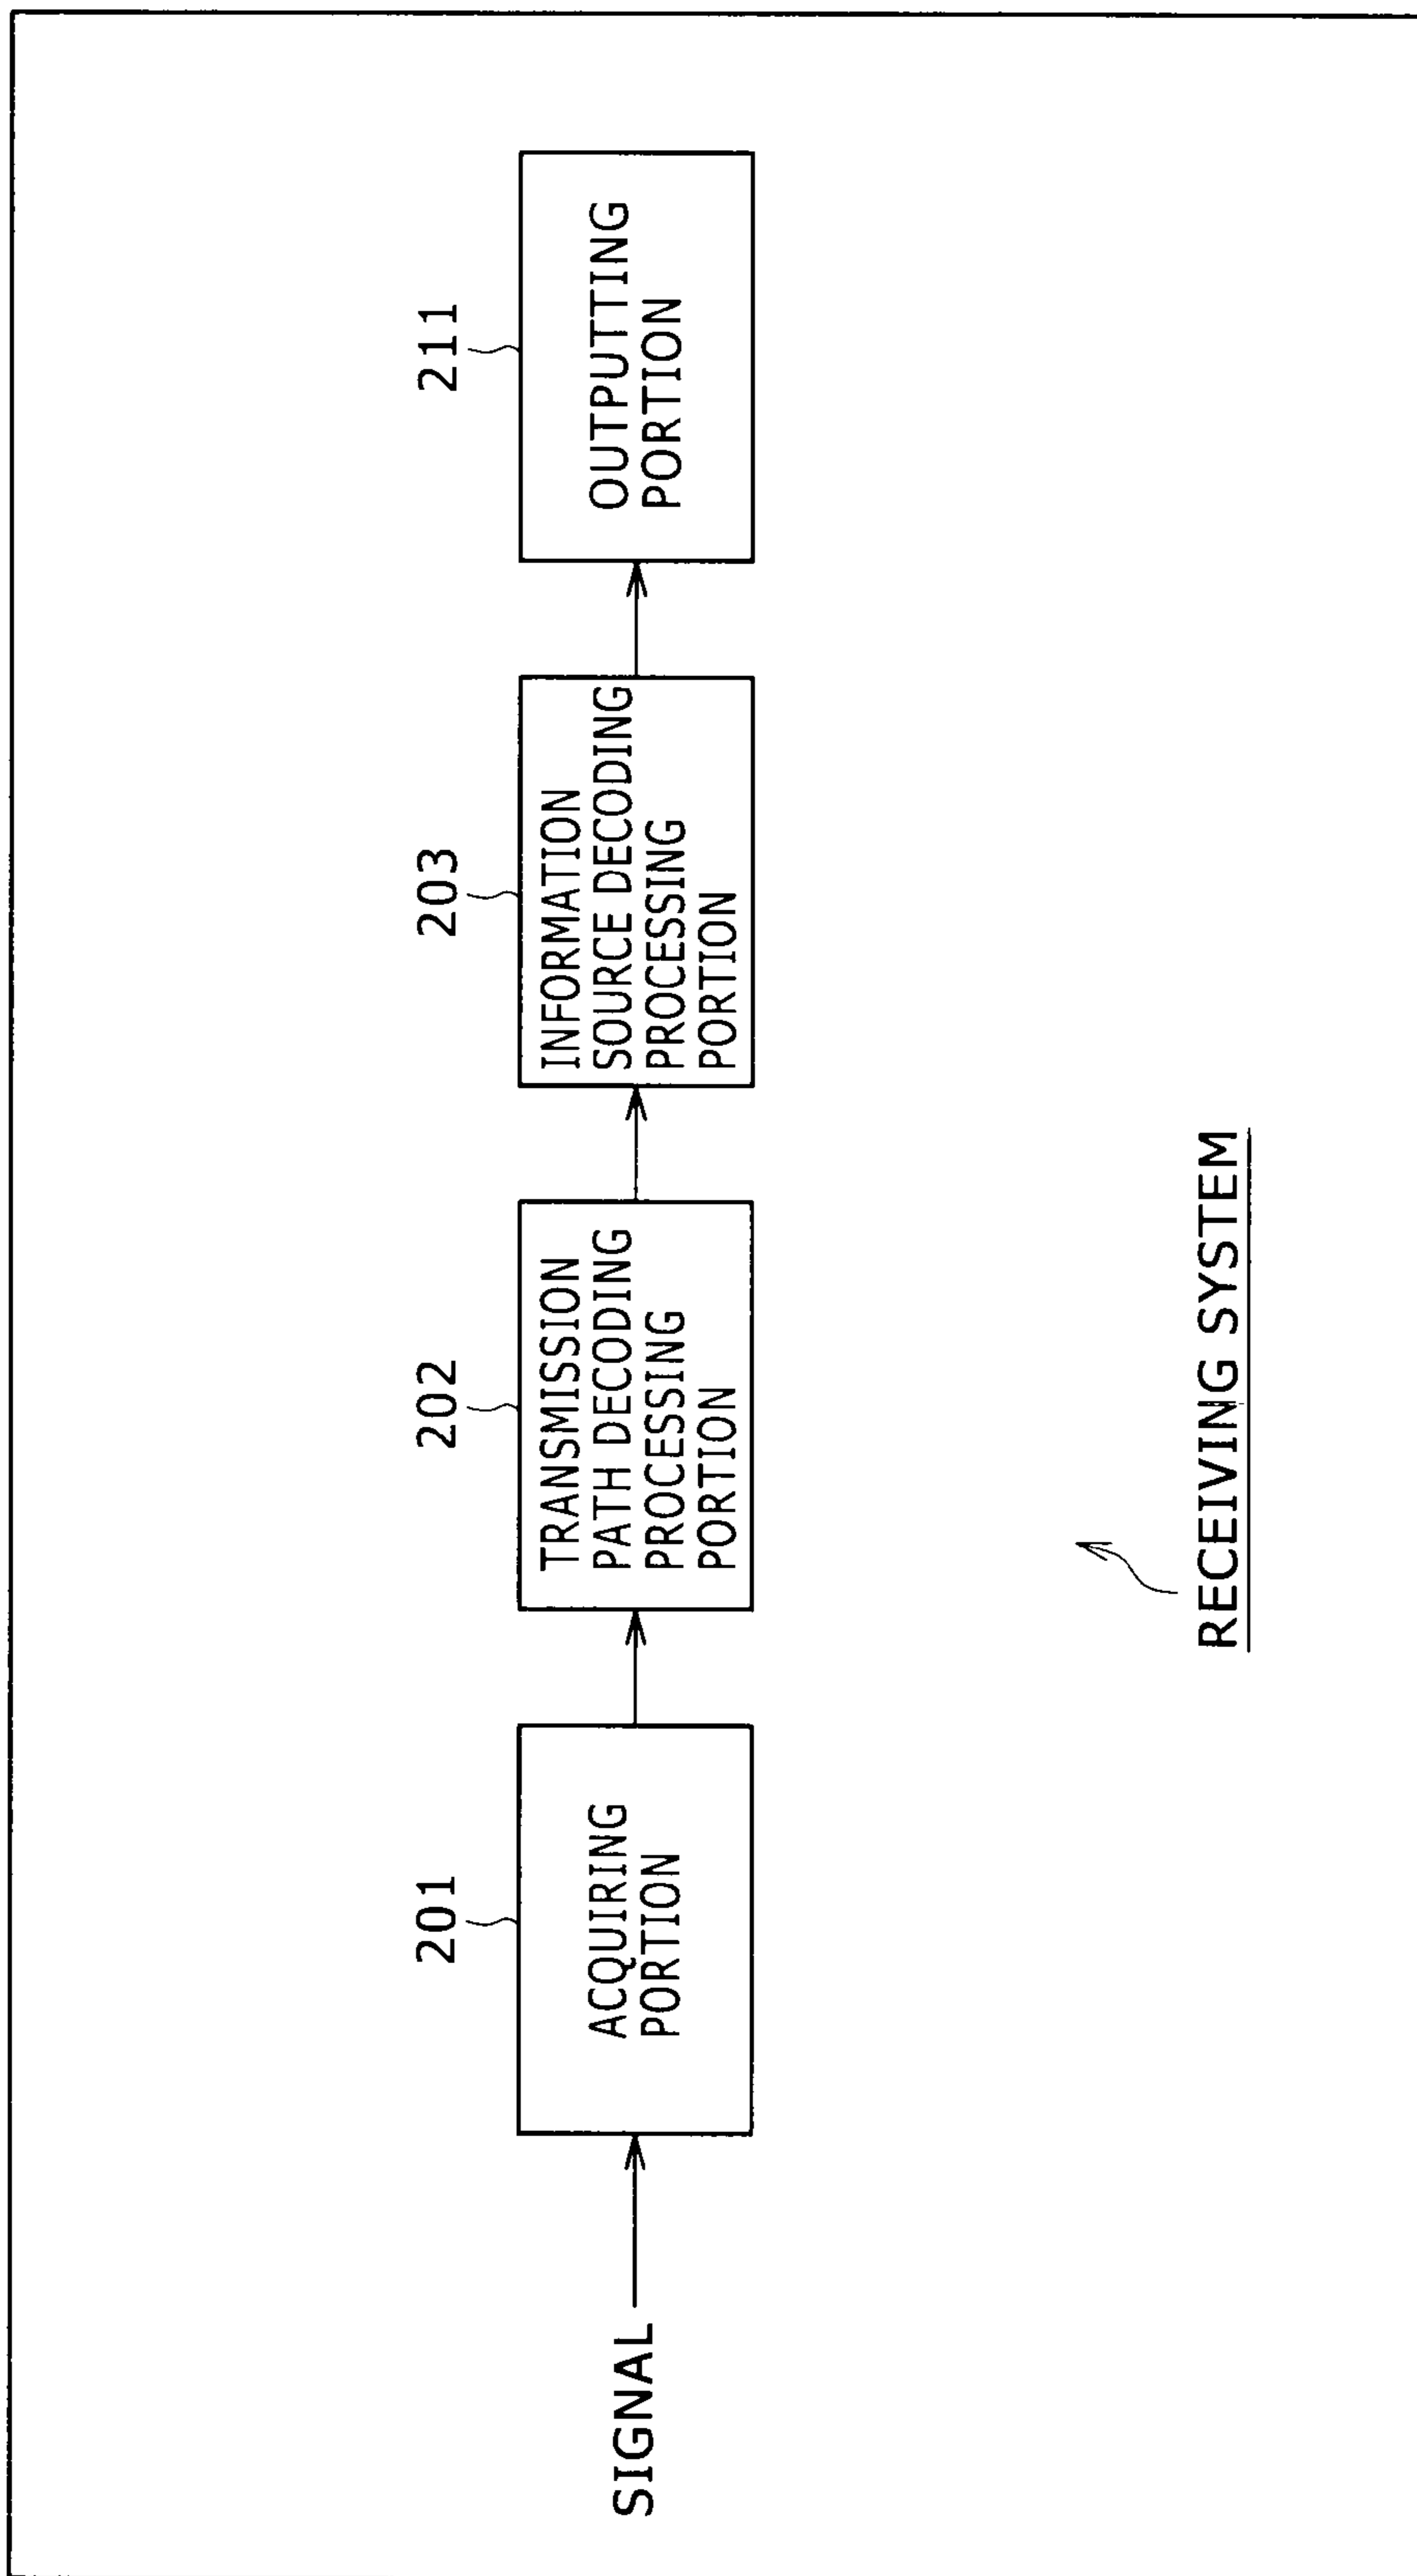 201
202
203
211
SIGNAL
ACQUIRING
PORTION
TRANSMISSION
PATH DECODING
PROCESSING
PORTION
INFORMATION
SOURCE DECODING
PROCESSING
PORTION
OUTPUTTING
PORTION
RECEIVING SYSTEM